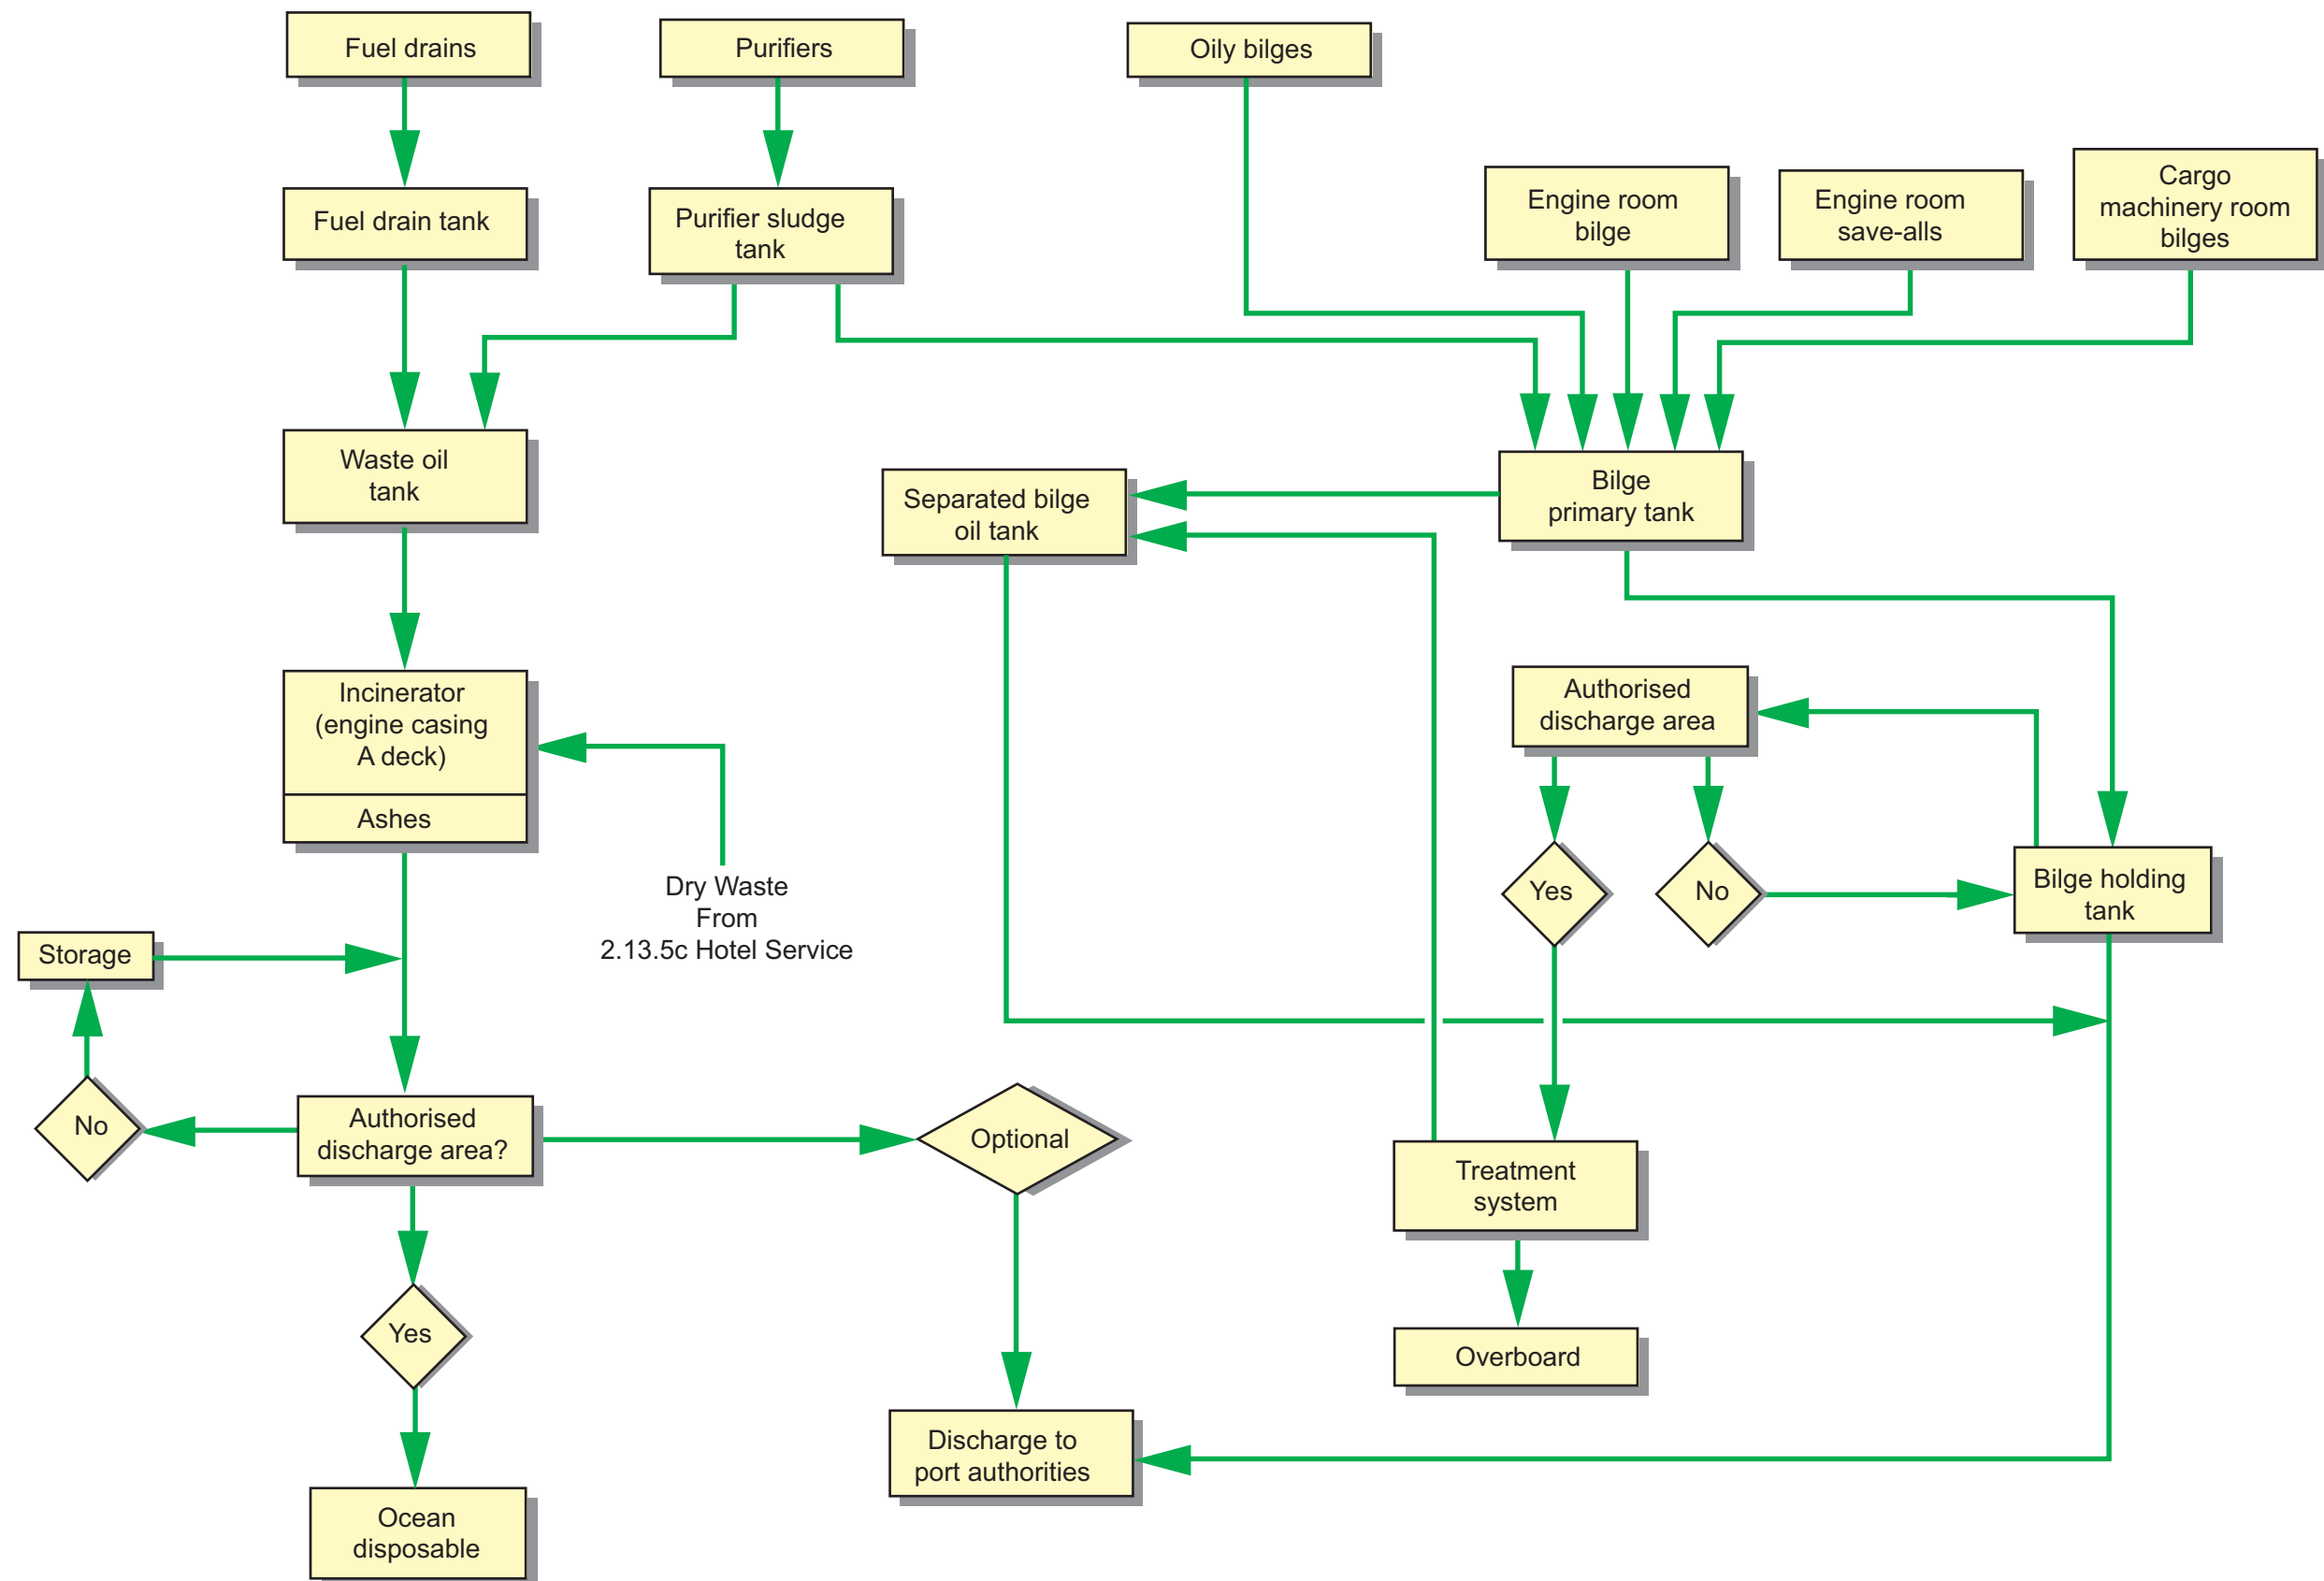 Fuel drains
Purifiers
Oily bilges
Fuel drain tank
Purifier sludge
tank
Engine room
bilge
Engine room
save-alls
Cargo
machinery room
bilges
Waste oil
tank
Separated bilge
oil tank
Bilge
primary tank
Incinerator
(engine casing
A deck)
Ashes
Authorised
discharge area
Dry Waste
From
2.13.5c Hotel Service
Yes
No
Bilge holding
tank
Storage
No
Authorised
discharge area?
Optional
Treatment
system
Yes
Overboard
Discharge to
port authorities
Ocean
disposable